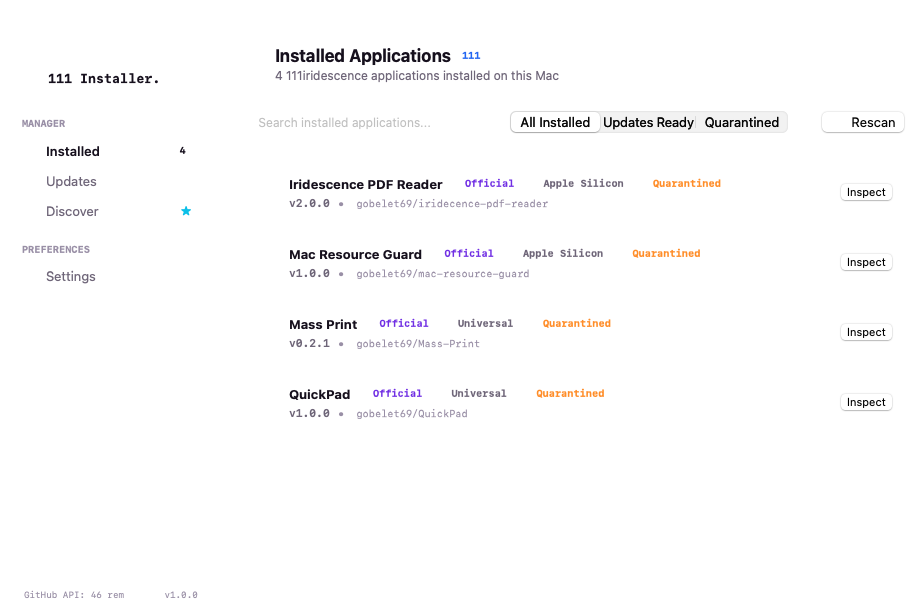 Installed Applications 111
4 111iridescence applications installed on this Mac
111 Installer.
MANAGER
Installed 4
Updates
Discover ★
PREFERENCES
Settings
Search installed applications... All Installed Updates Ready Quarantined Rescan
Iridescence PDF Reader Official Apple Silicon Quarantined
v2.0.0 • gobelet69/iridecence-pdf-reader
Inspect
Mac Resource Guard Official Apple Silicon Quarantined
v1.0.0 • gobelet69/mac-resource-guard
Inspect
Mass Print Official Universal Quarantined
v0.2.1 • gobelet69/Mass-Print
Inspect
QuickPad Official Universal Quarantined
v1.0.0 • gobelet69/QuickPad
Inspect
GitHub API: 46 rem v1.0.0